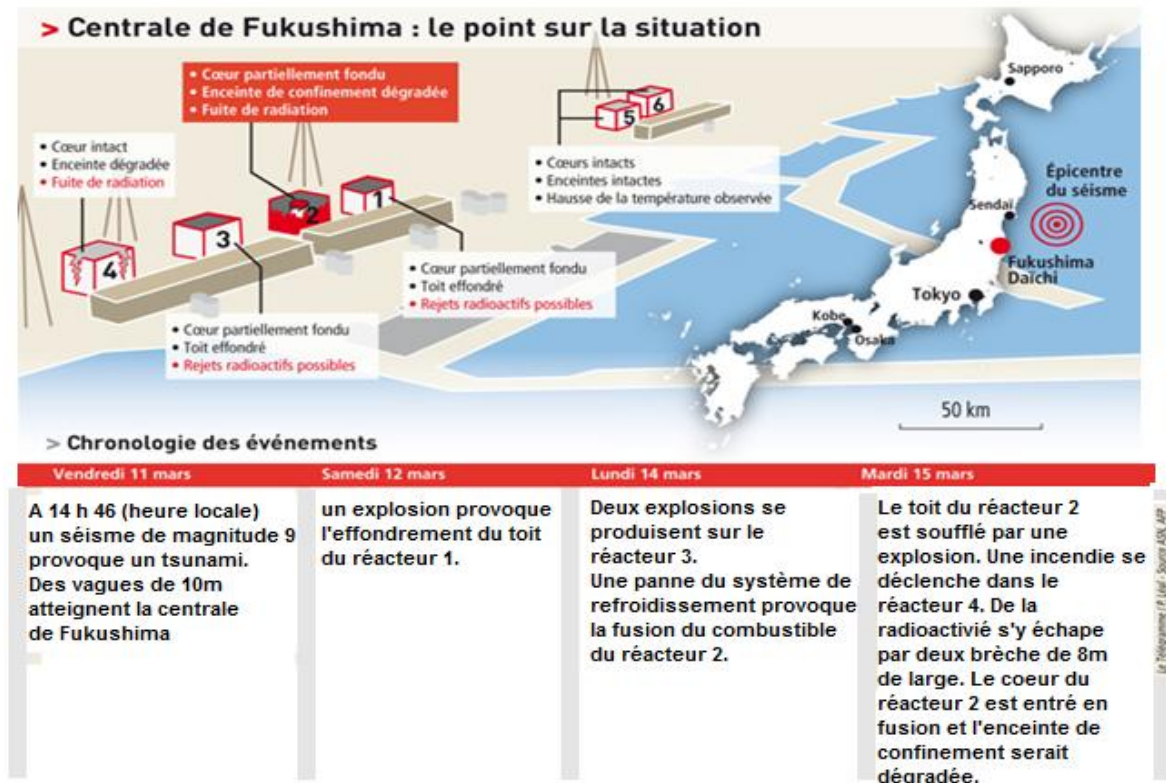 > Centrale de Fukushima : le point sur la situation
• Cœur partiellement fondu
• Enceinte de confinement dégradée
• Fuite de radiation
• Cœur intact
• Enceinte dégradée
• Fuite de radiation
4
3
2
1
5
6
• Cœurs intacts
• Enceintes intactes
• Hausse de la température observée
• Cœur partiellement fondu
• Toit effondré
• Rejets radioactifs possibles
• Cœur partiellement fondu
• Toit effondré
• Rejets radioactifs possibles
Sapporo
Épicentre
du séisme
Sendaï
Fukushima
Daïchi
Tokyo
Kobe
Osaka
50 km
> Chronologie des événements
Vendredi 11 mars
A 14 h 46 (heure locale)
un séisme de magnitude 9
provoque un tsunami.
Des vagues de 10m
atteignent la centrale
de Fukushima
Samedi 12 mars
un explosion provoque
l'effondrement du toit
du réacteur 1.
Lundi 14 mars
Deux explosions se
produisent sur le
réacteur 3.
Une panne du système de
refroidissement provoque
la fusion du combustible
du réacteur 2.
Mardi 15 mars
Le toit du réacteur 2
est soufflé par une
explosion. Une incendie se
déclenche dans le
réacteur 4. De la
radioactivié s'y échape
par deux brèche de 8m
de large. Le coeur du
réacteur 2 est entré en
fusion et l'enceinte de
confinement serait
dégradée.
Le Télégramme / P. Léal - Source ASN, AFP